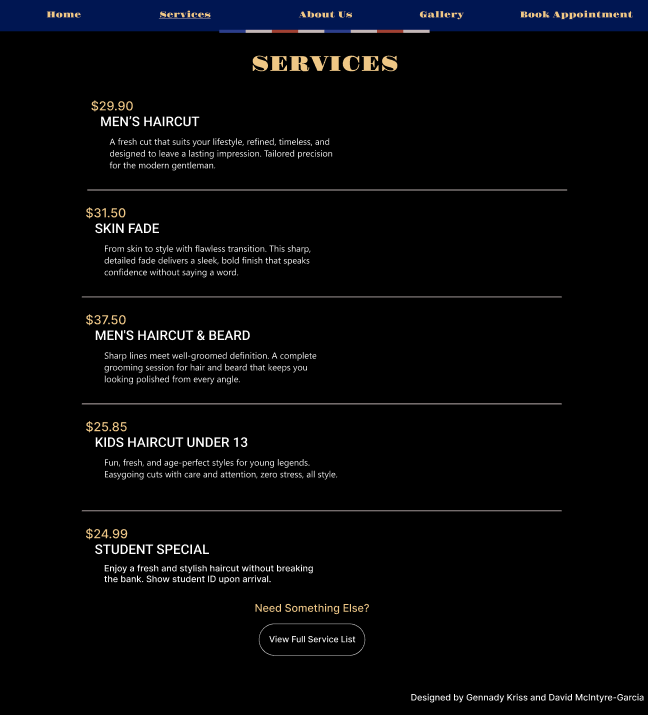 Home Services About Us Gallery Book Appointment
SERVICES
$29.90
MEN’S HAIRCUT
A fresh cut that suits your lifestyle, refined, timeless, and
designed to leave a lasting impression. Tailored precision
for the modern gentleman.
$31.50
SKIN FADE
From skin to style with flawless transition. This sharp,
detailed fade delivers a sleek, bold finish that speaks
confidence without saying a word.
$37.50
MEN'S HAIRCUT & BEARD
Sharp lines meet well-groomed definition. A complete
grooming session for hair and beard that keeps you
looking polished from every angle.
$25.85
KIDS HAIRCUT UNDER 13
Fun, fresh, and age-perfect styles for young legends.
Easygoing cuts with care and attention, zero stress, all style.
$24.99
STUDENT SPECIAL
Enjoy a fresh and stylish haircut without breaking
the bank. Show student ID upon arrival.
Need Something Else?
View Full Service List
Designed by Gennady Kriss and David McIntyre-Garcia